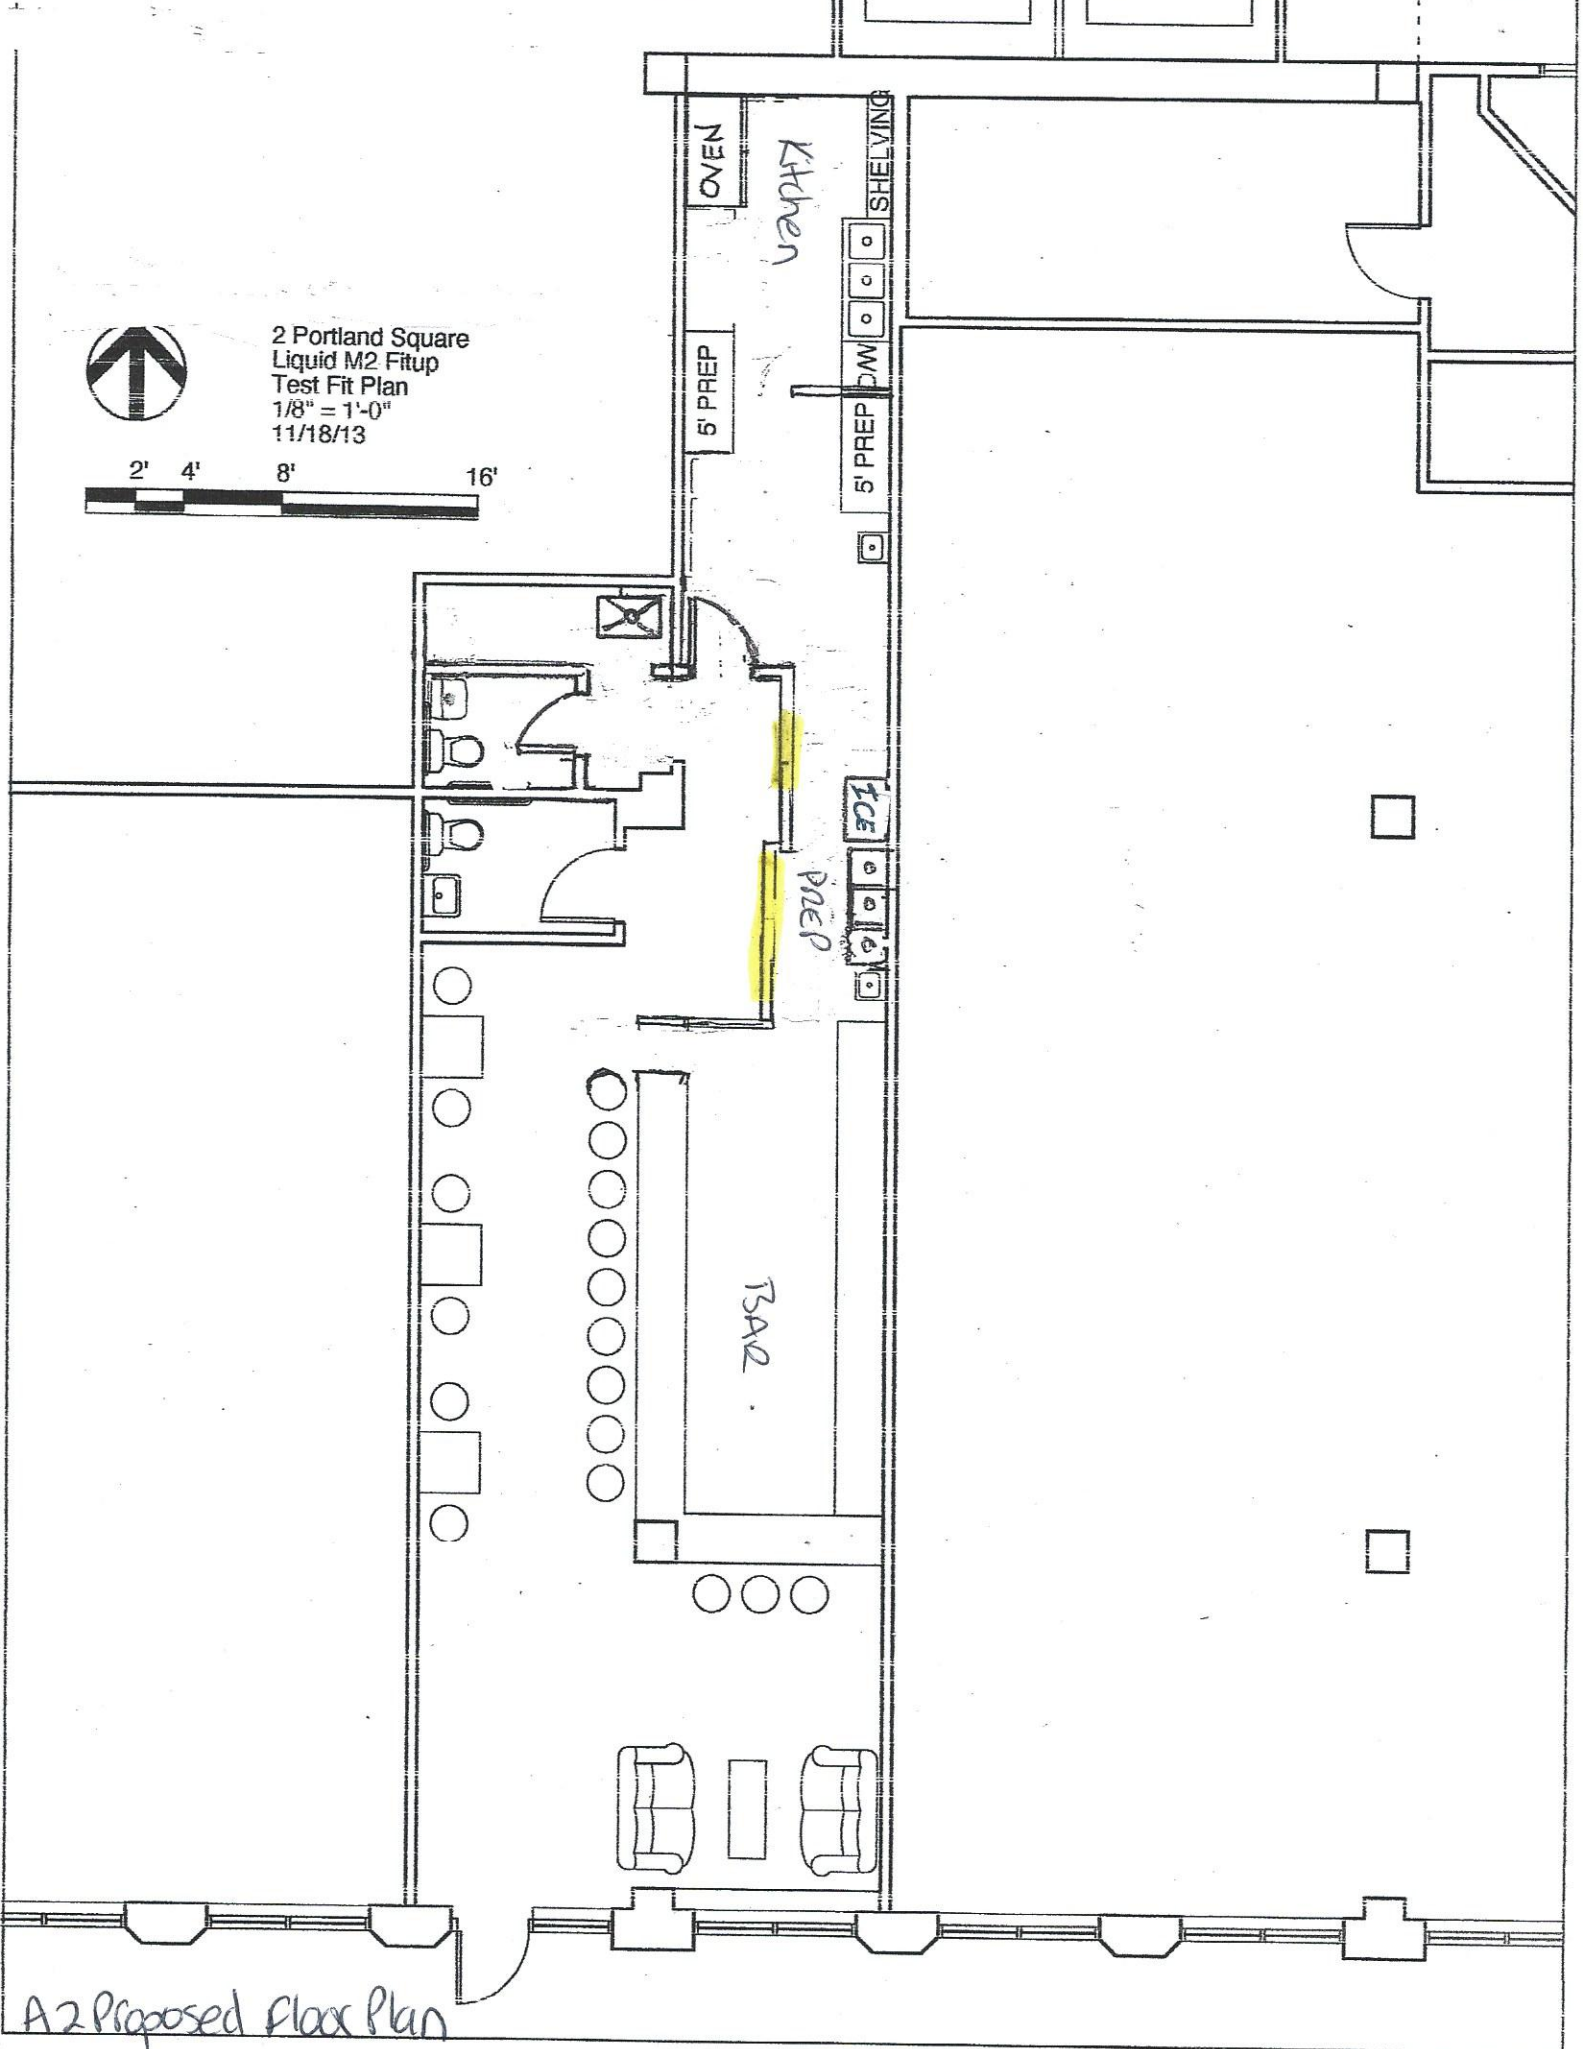 SHELVING
OVEN
Kitchen
2 Portland Square
Liquid M2 Fitup
Test Fit Plan
1/8" = 1'-0"
11/18/13
2' 4' 8' 16'
5' PREP
DW
5' PREP
ICE
PREP
BAR
A2 Proposed Floor Plan